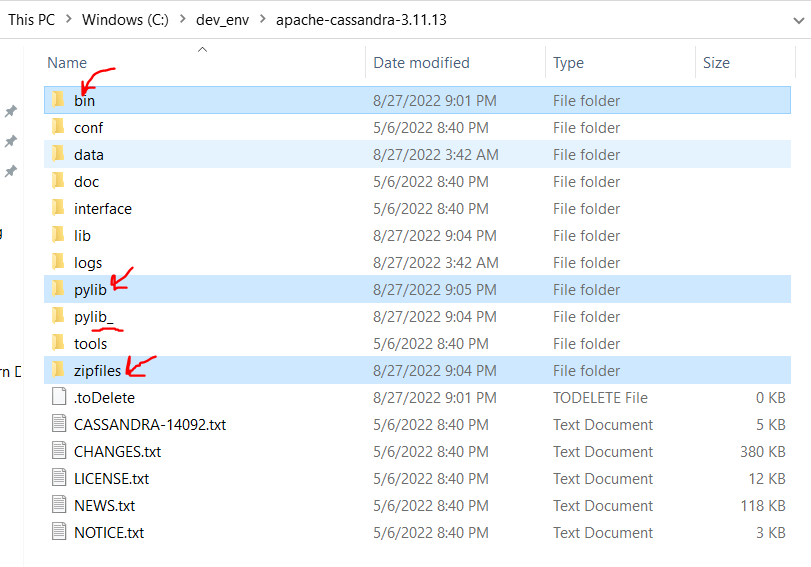 This PC > Windows (C:) > dev_env > apache-cassandra-3.11.13
Name Date modified Type Size
bin 8/27/2022 9:01 PM File folder
conf 5/6/2022 8:40 PM File folder
data 8/27/2022 3:42 AM File folder
doc 5/6/2022 8:40 PM File folder
interface 5/6/2022 8:40 PM File folder
lib 8/27/2022 9:04 PM File folder
logs 8/27/2022 3:42 AM File folder
pylib 8/27/2022 9:05 PM File folder
pylib_ 8/27/2022 9:04 PM File folder
tools 5/6/2022 8:40 PM File folder
rn D zipfiles 8/27/2022 9:04 PM File folder
.toDelete 8/27/2022 9:01 PM TODELETE File 0 KB
CASSANDRA-14092.txt 5/6/2022 8:40 PM Text Document 5 KB
CHANGES.txt 5/6/2022 8:40 PM Text Document 380 KB
LICENSE.txt 5/6/2022 8:40 PM Text Document 12 KB
NEWS.txt 5/6/2022 8:40 PM Text Document 118 KB
NOTICE.txt 5/6/2022 8:40 PM Text Document 3 KB